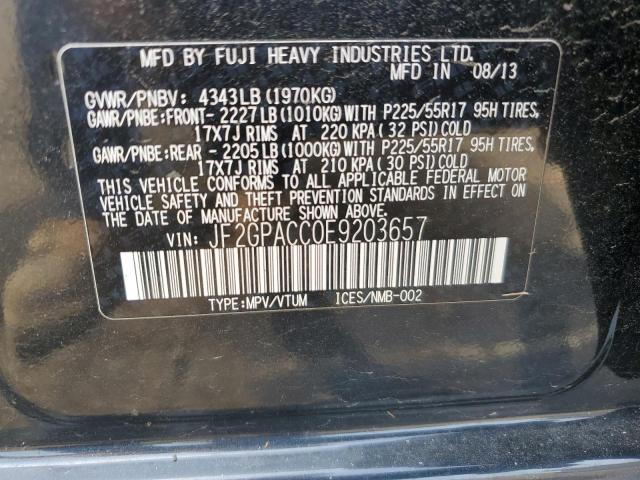 MFD BY FUJI HEAVY INDUSTRIES LTD.
MFD IN 08/13
GVWR/PNBV: 4343LB (1970KG)
GAWR/PNBE:FRONT- 2227 LB (1010KG) WITH P225/55R17 95H TIRES,
17X7J RIMS AT 220 KPA ( 32 PSI) COLD
GAWR/PNBE:REAR - 2205 LB (1000KG) WITH P225/55R17 95H TIRES,
17X7J RIMS AT 210 KPA ( 30 PSI) COLD
THIS VEHICLE CONFORMS TO ALL APPLICABLE FEDERAL MOTOR
VEHICLE SAFETY AND THEFT PREVENTION STANDARDS IN EFFECT ON
THE DATE OF MANUFACTURE SHOWN ABOVE.
VIN: JF2GPACC0E9203657
TYPE:MPV/VTUM ICES/NMB-002